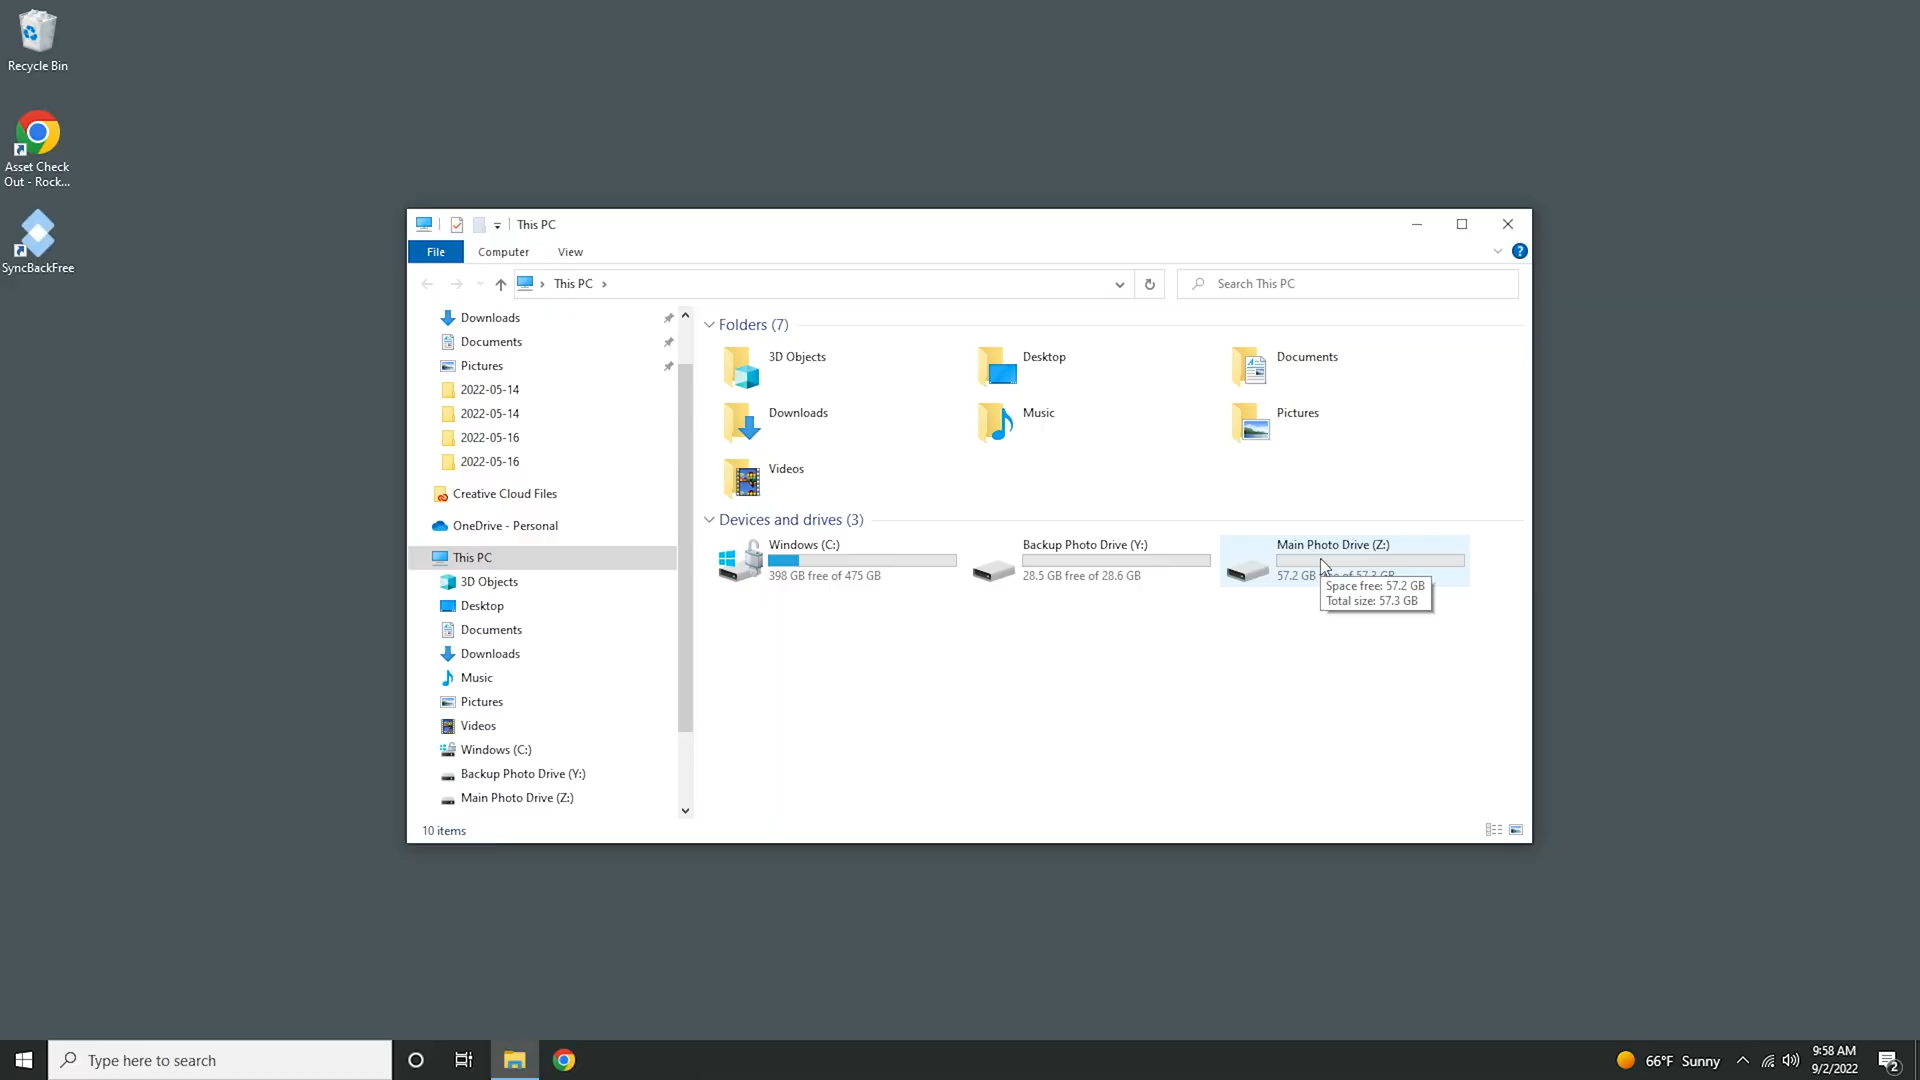 Recycle Bin
Asset Check
Out - Rock...
SyncBackFree
This PC
File
Computer
View
?
This PC
Search This PC
Downloads
Documents
Pictures
2022-05-14
2022-05-14
2022-05-16
2022-05-16
Creative Cloud Files
OneDrive - Personal
This PC
3D Objects
Desktop
Documents
Downloads
Music
Pictures
Videos
Windows (C:)
Backup Photo Drive (Y:)
Main Photo Drive (Z:)
Folders (7)
3D Objects
Desktop
Documents
Downloads
Music
Pictures
Videos
Devices and drives (3)
Windows (C:)
398 GB free of 475 GB
Backup Photo Drive (Y:)
28.5 GB free of 28.6 GB
Main Photo Drive (Z:)
57.2 GB free of 57.3 GB
Space free: 57.2 GB
Total size: 57.3 GB
10 items
Type here to search
66°F Sunny
9:58 AM
9/2/2022
2